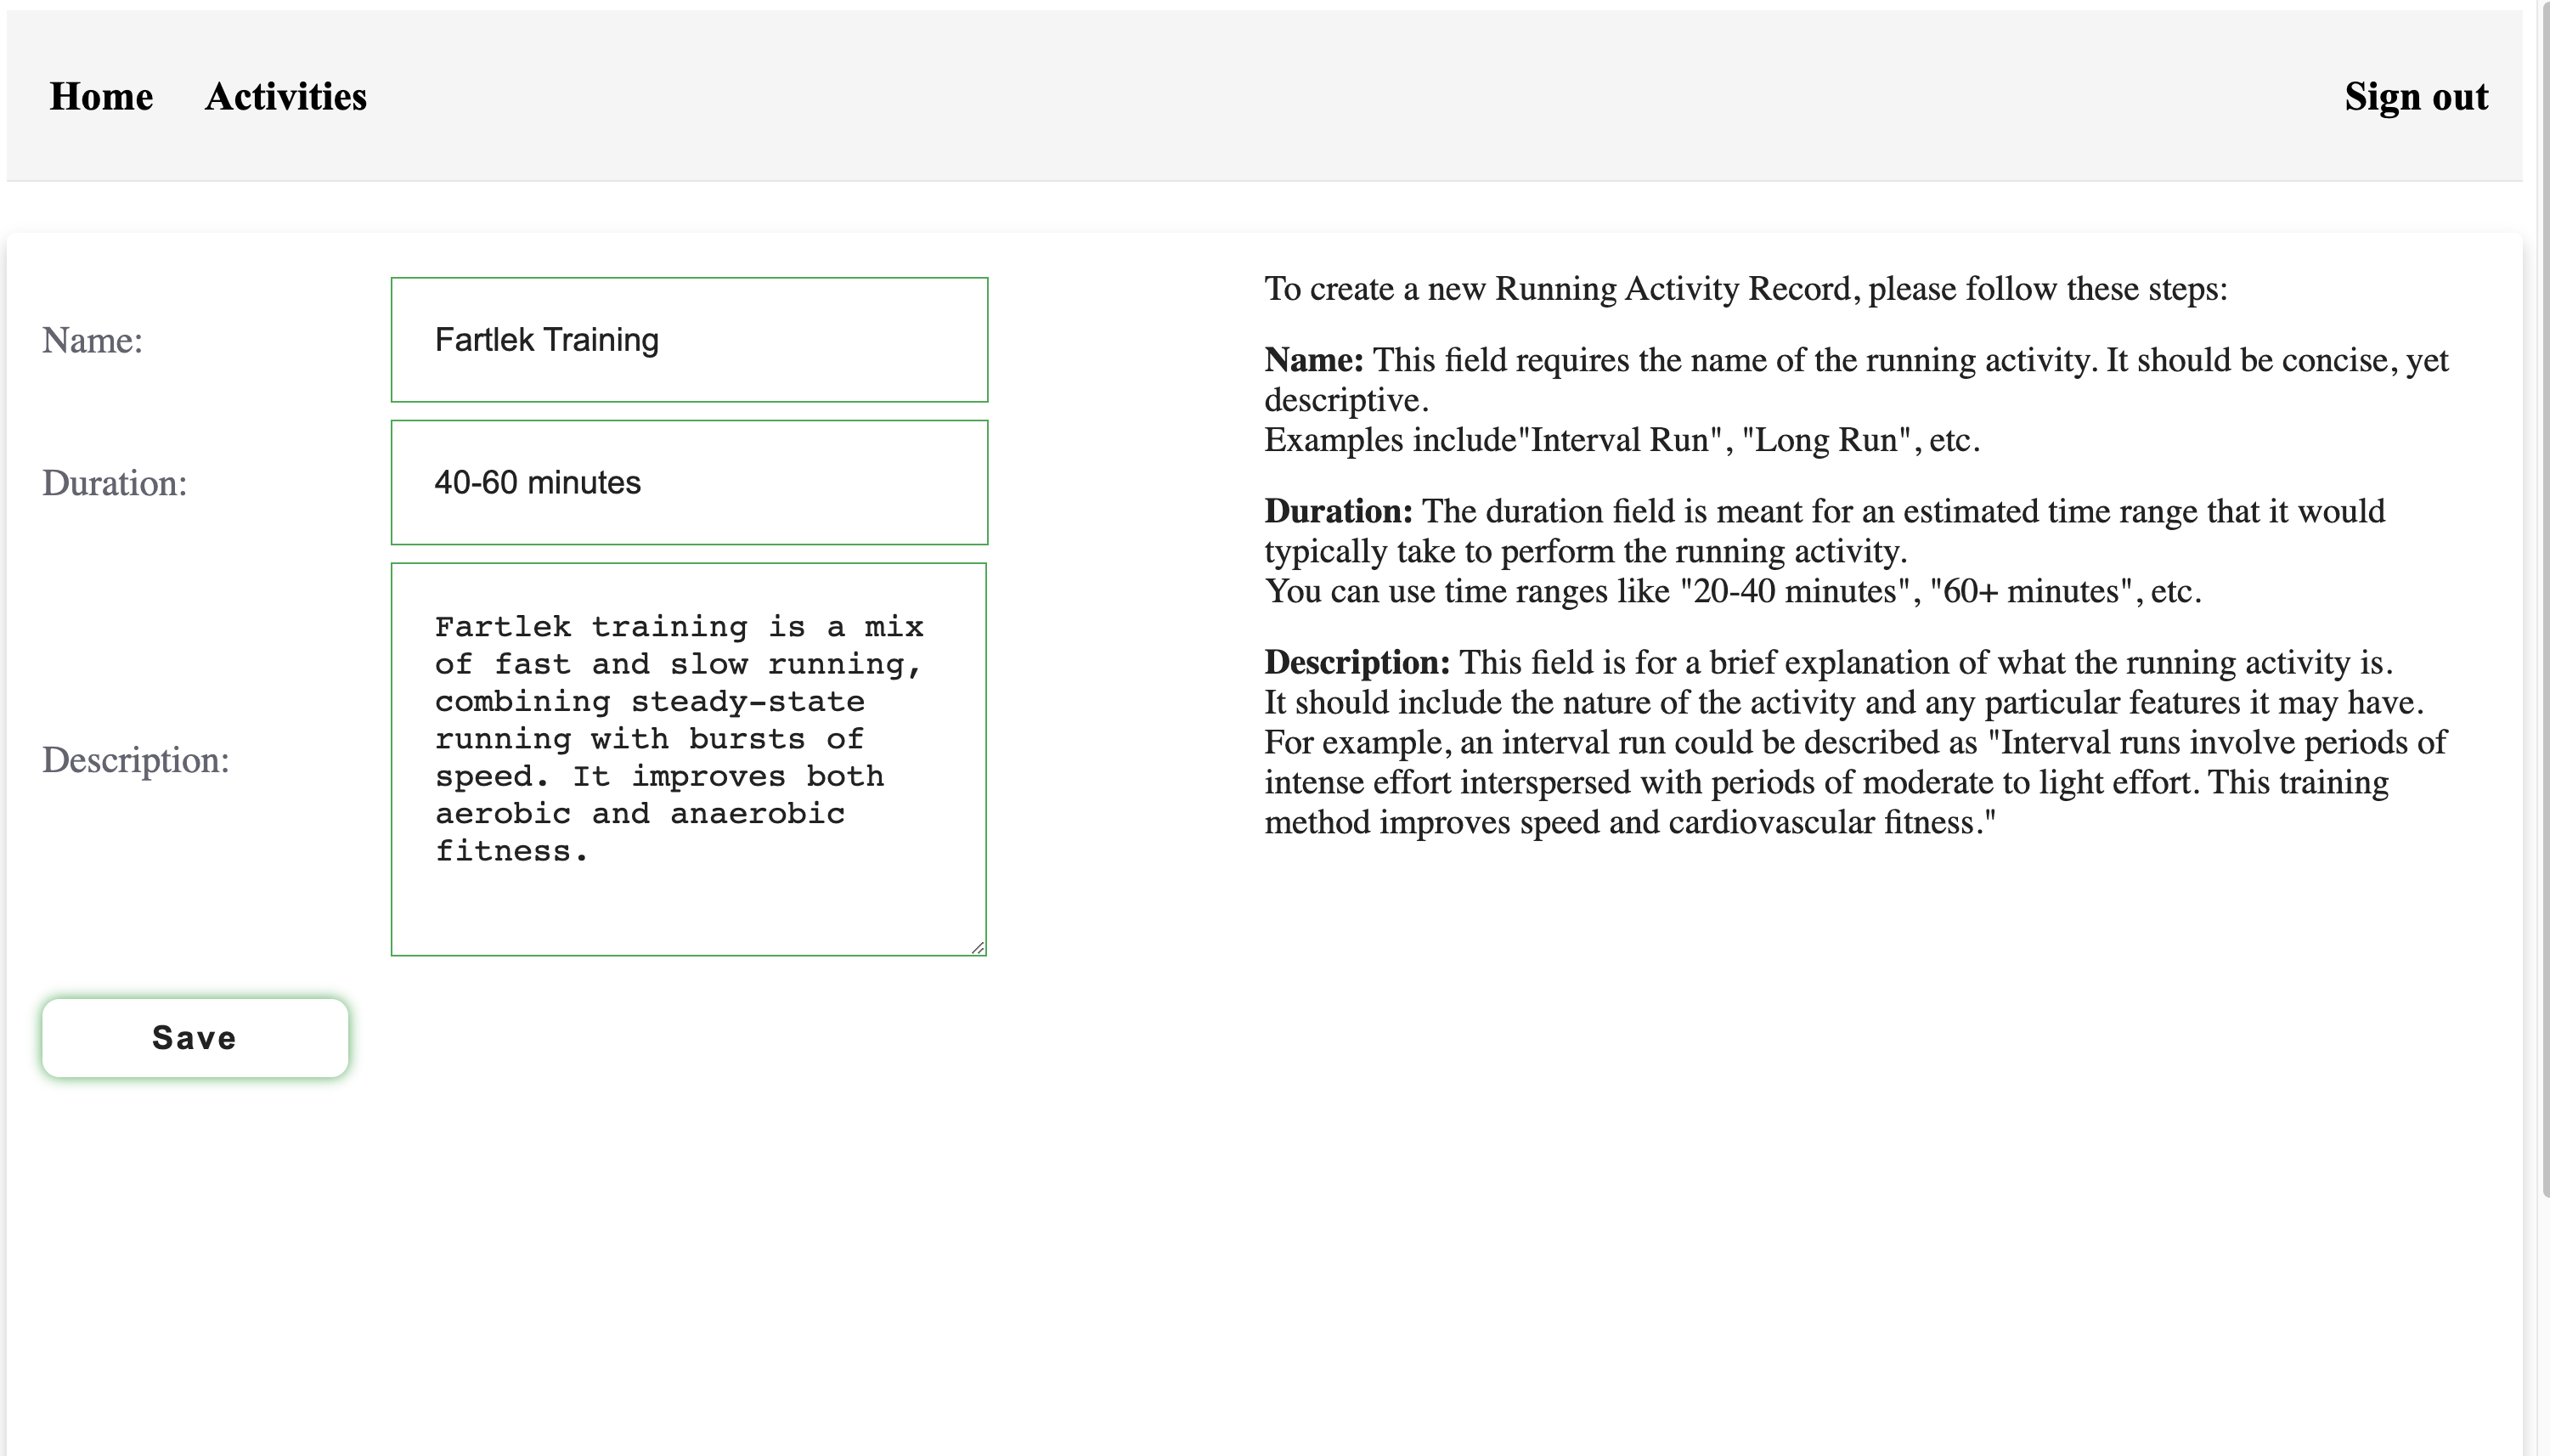 Home Activities Sign out
Name:
Fartlek Training
Duration:
40-60 minutes
Description:
Fartlek training is a mix
of fast and slow running,
combining steady-state
running with bursts of
speed. It improves both
aerobic and anaerobic
fitness.
Save
To create a new Running Activity Record, please follow these steps:
Name: This field requires the name of the running activity. It should be concise, yet
descriptive.
Examples include"Interval Run", "Long Run", etc.
Duration: The duration field is meant for an estimated time range that it would
typically take to perform the running activity.
You can use time ranges like "20-40 minutes", "60+ minutes", etc.
Description: This field is for a brief explanation of what the running activity is.
It should include the nature of the activity and any particular features it may have.
For example, an interval run could be described as "Interval runs involve periods of
intense effort interspersed with periods of moderate to light effort. This training
method improves speed and cardiovascular fitness."